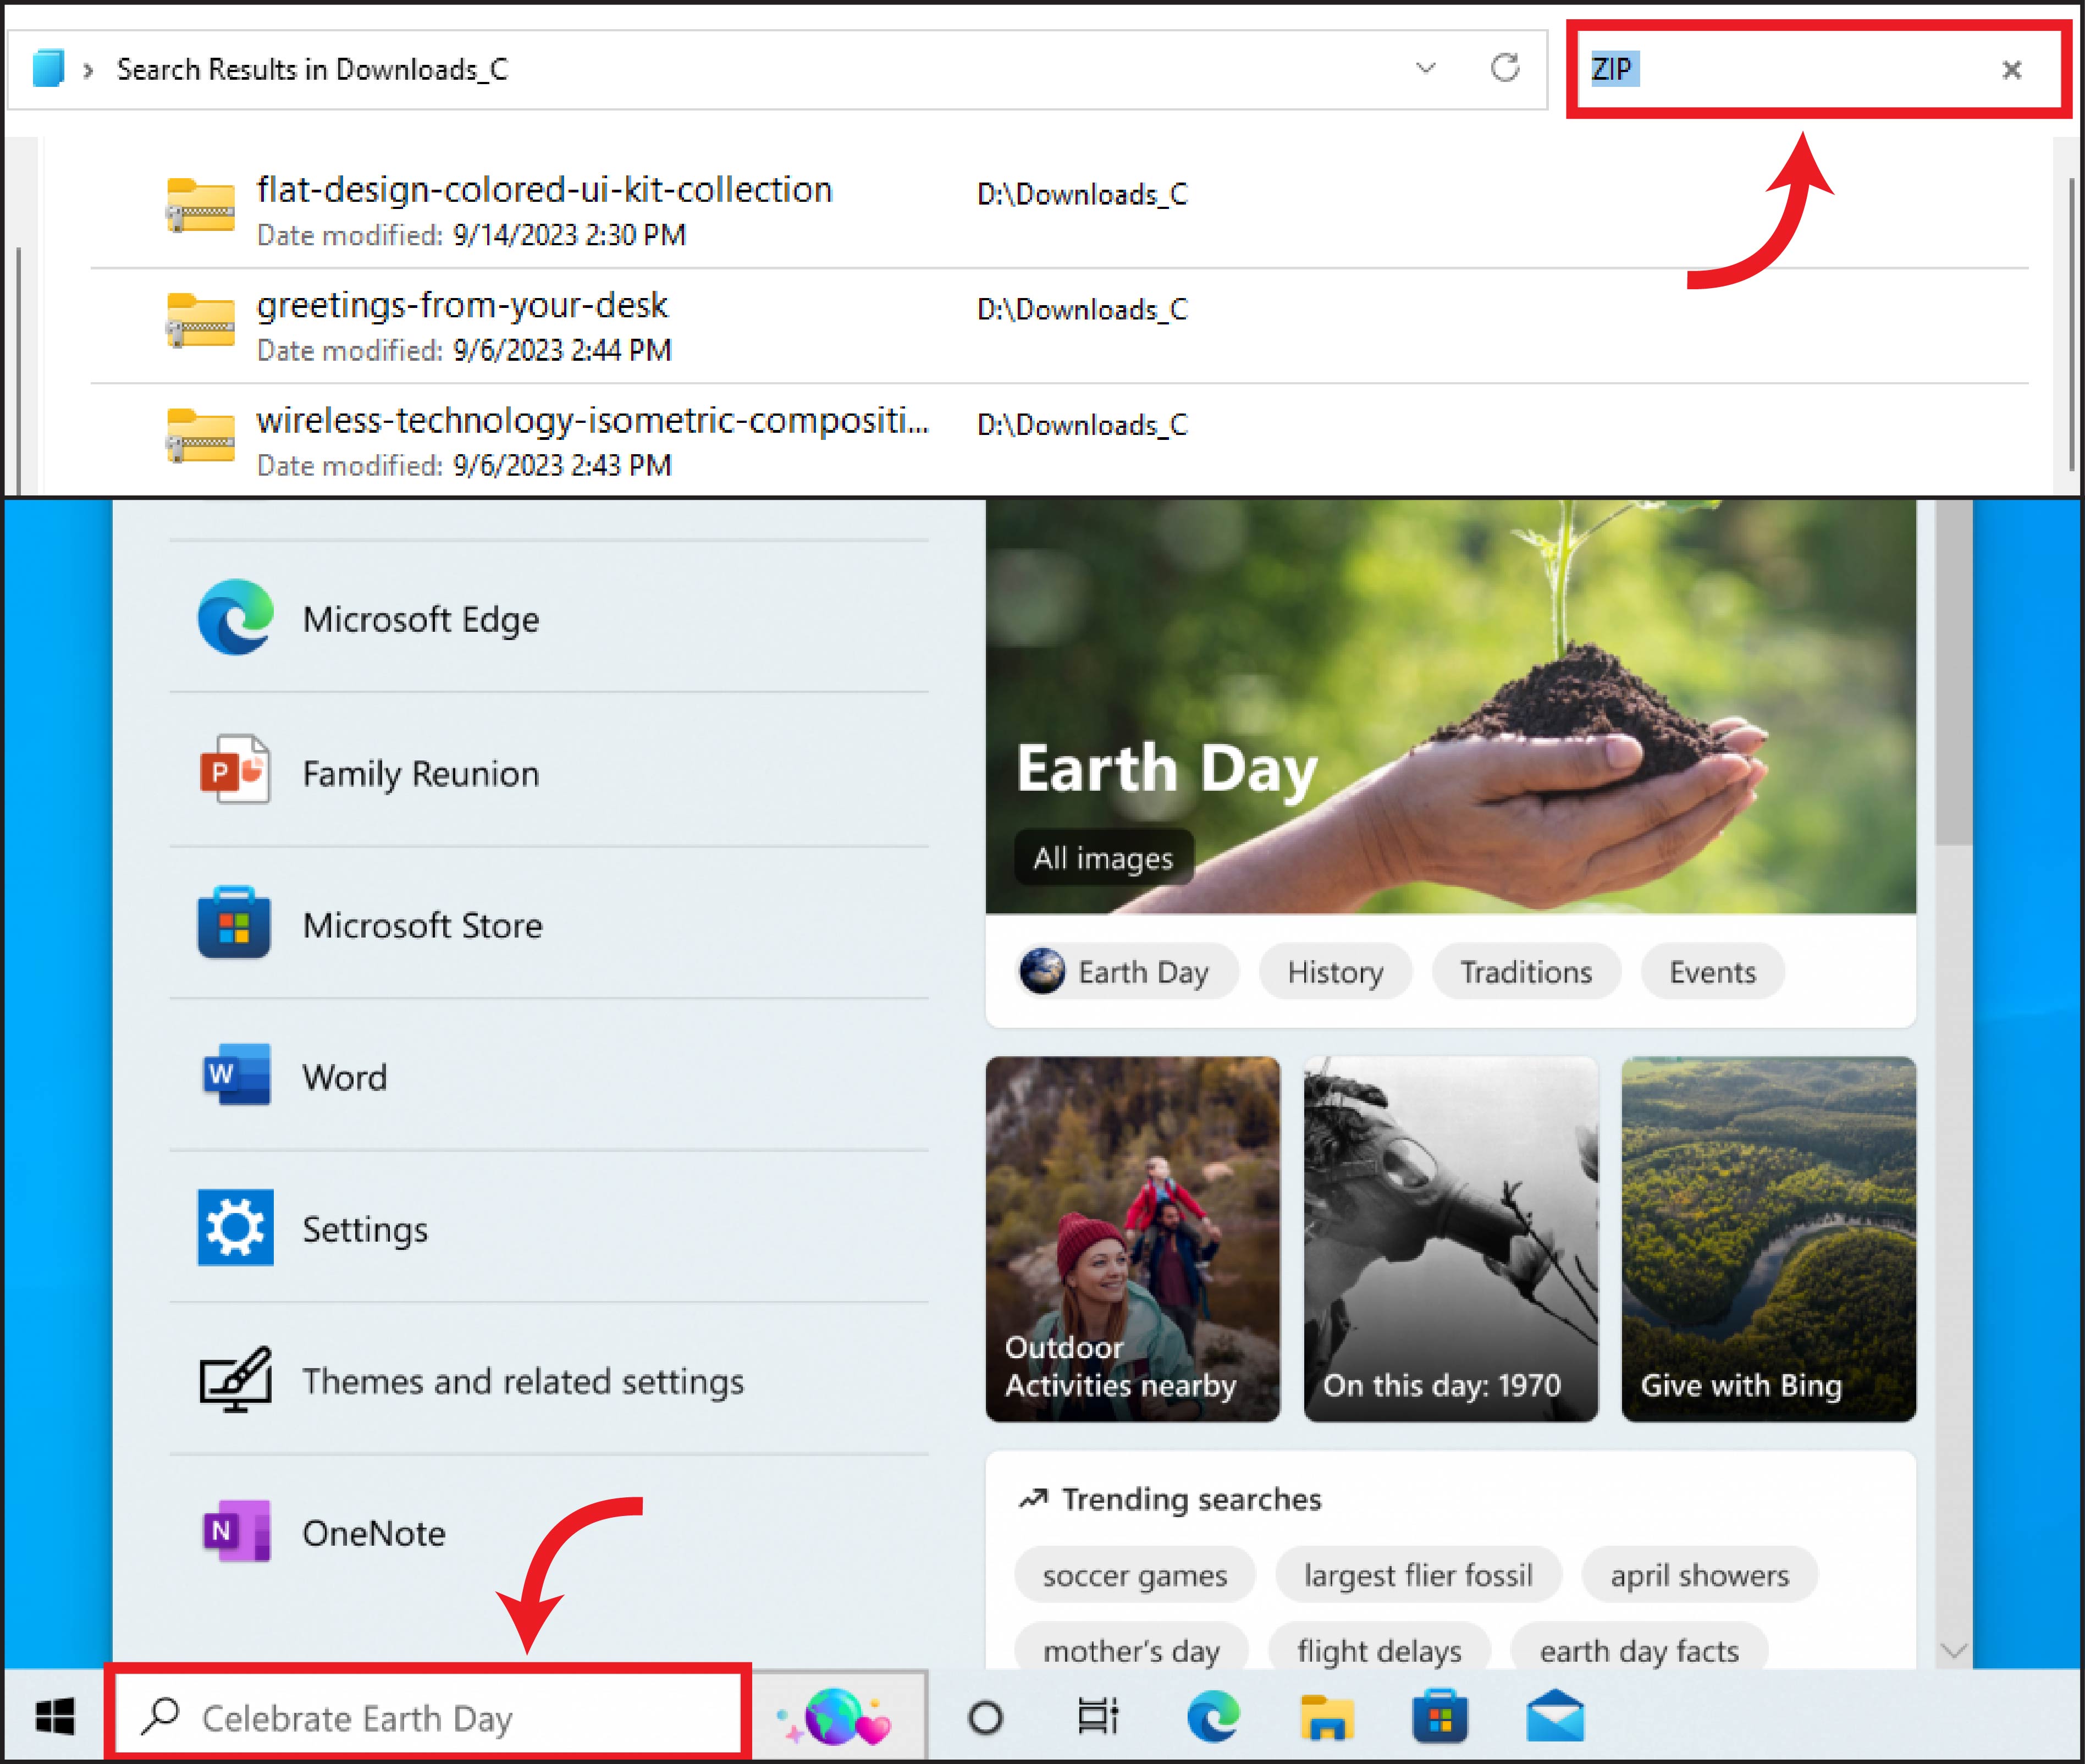 Search Results in Downloads_C
ZIP
flat-design-colored-ui-kit-collection
D:\Downloads_C
Date modified: 9/14/2023 2:30 PM
greetings-from-your-desk
D:\Downloads_C
Date modified: 9/6/2023 2:44 PM
wireless-technology-isometric-compositi...
D:\Downloads_C
Date modified: 9/6/2023 2:43 PM
Microsoft Edge
P
Family Reunion
Microsoft Store
W
Word
Settings
Themes and related settings
N
OneNote
Earth Day
All images
Earth Day
History
Traditions
Events
Outdoor
Activities nearby
On this day: 1970
Give with Bing
Trending searches
soccer games
largest flier fossil
april showers
mother's day
flight delays
earth day facts
Celebrate Earth Day